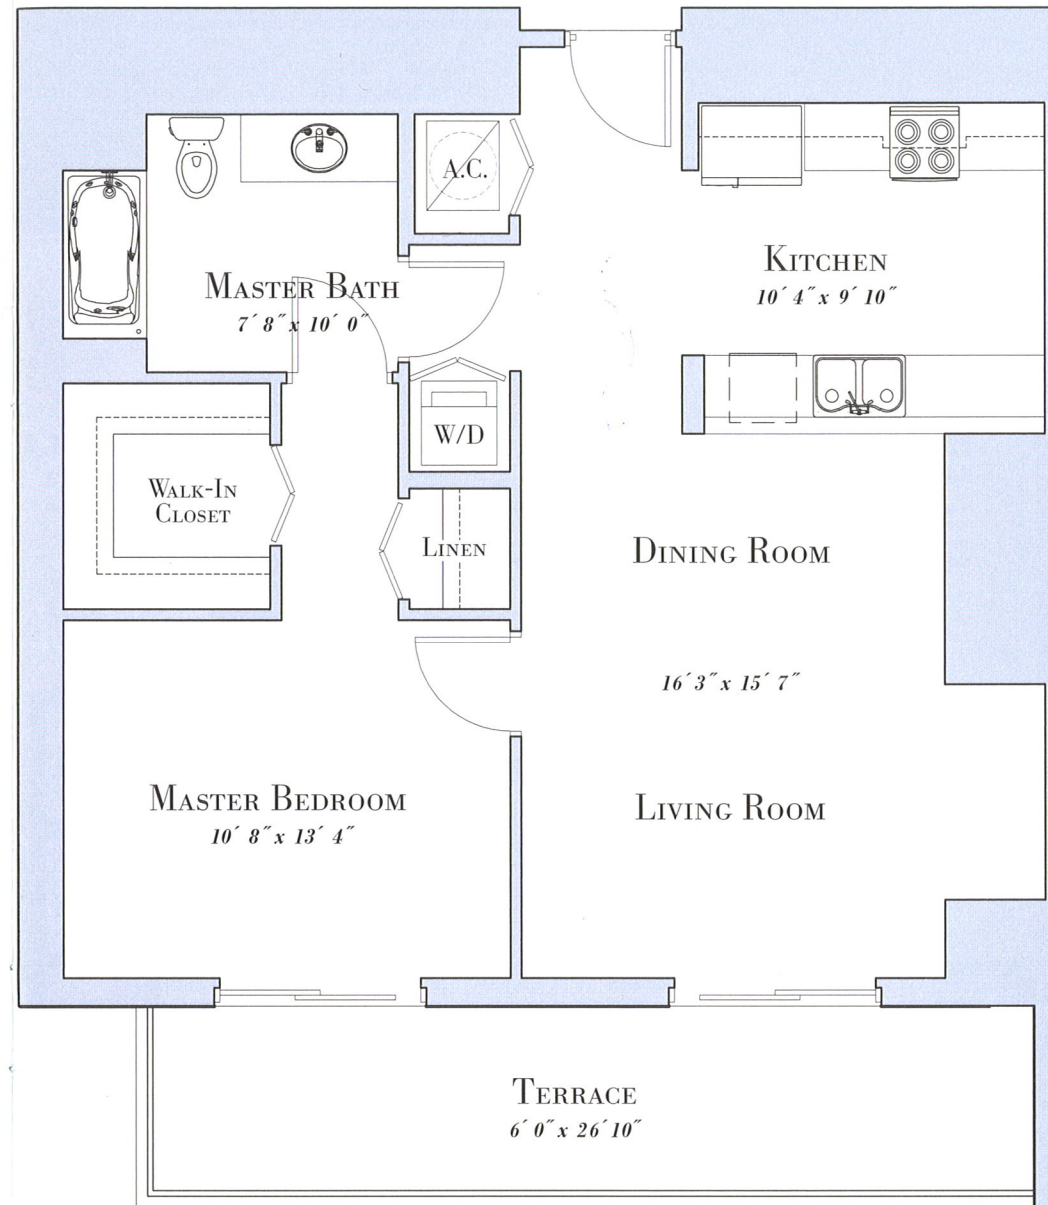 A.C.
KITCHEN
10´ 4˝ x 9´ 10˝
MASTER BATH
7´ 8˝ x 10´ 0˝
W/D
WALK-IN
CLOSET
LINEN
DINING ROOM
16´3˝ x 15´ 7˝
MASTER BEDROOM
10´ 8˝ x 13´ 4˝
LIVING ROOM
TERRACE
6´ 0˝ x 26´10˝